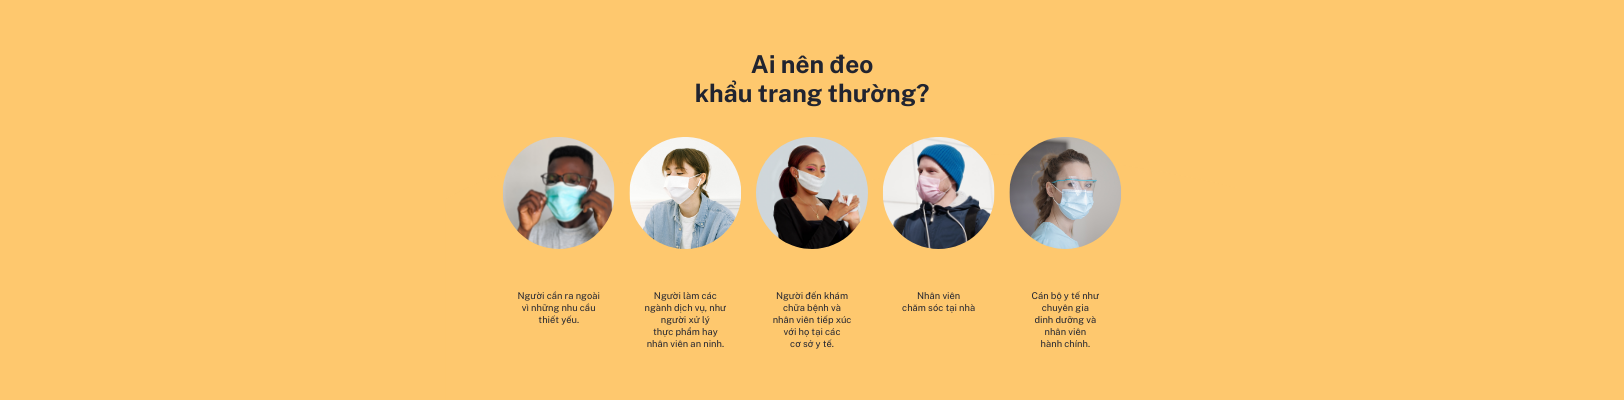 Ai nên đeo
khẩu trang thường?
Người cần ra ngoài
vì những nhu cầu
thiết yếu.
Người làm các
ngành dịch vụ, như
người xử lý
thực phẩm hay
nhân viên an ninh.
Người đến khám
chữa bệnh và
nhân viên tiếp xúc
với họ tại các
cơ sở y tế.
Nhân viên
chăm sóc tại nhà
Cán bộ y tế như
chuyên gia
dinh dưỡng và
nhân viên
hành chính.